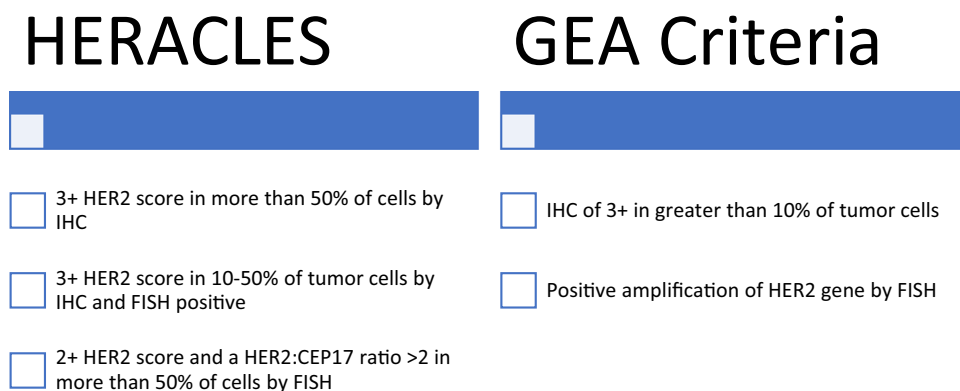 HERACLES
3+ HER2 score in more than 50% of cells by
IHC
3+ HER2 score in 10-50% of tumor cells by
IHC and FISH positive
2+ HER2 score and a HER2:CEP17 ratio >2 in
more than 50% of cells by FISH
GEA Criteria
IHC of 3+ in greater than 10% of tumor cells
Positive amplification of HER2 gene by FISH